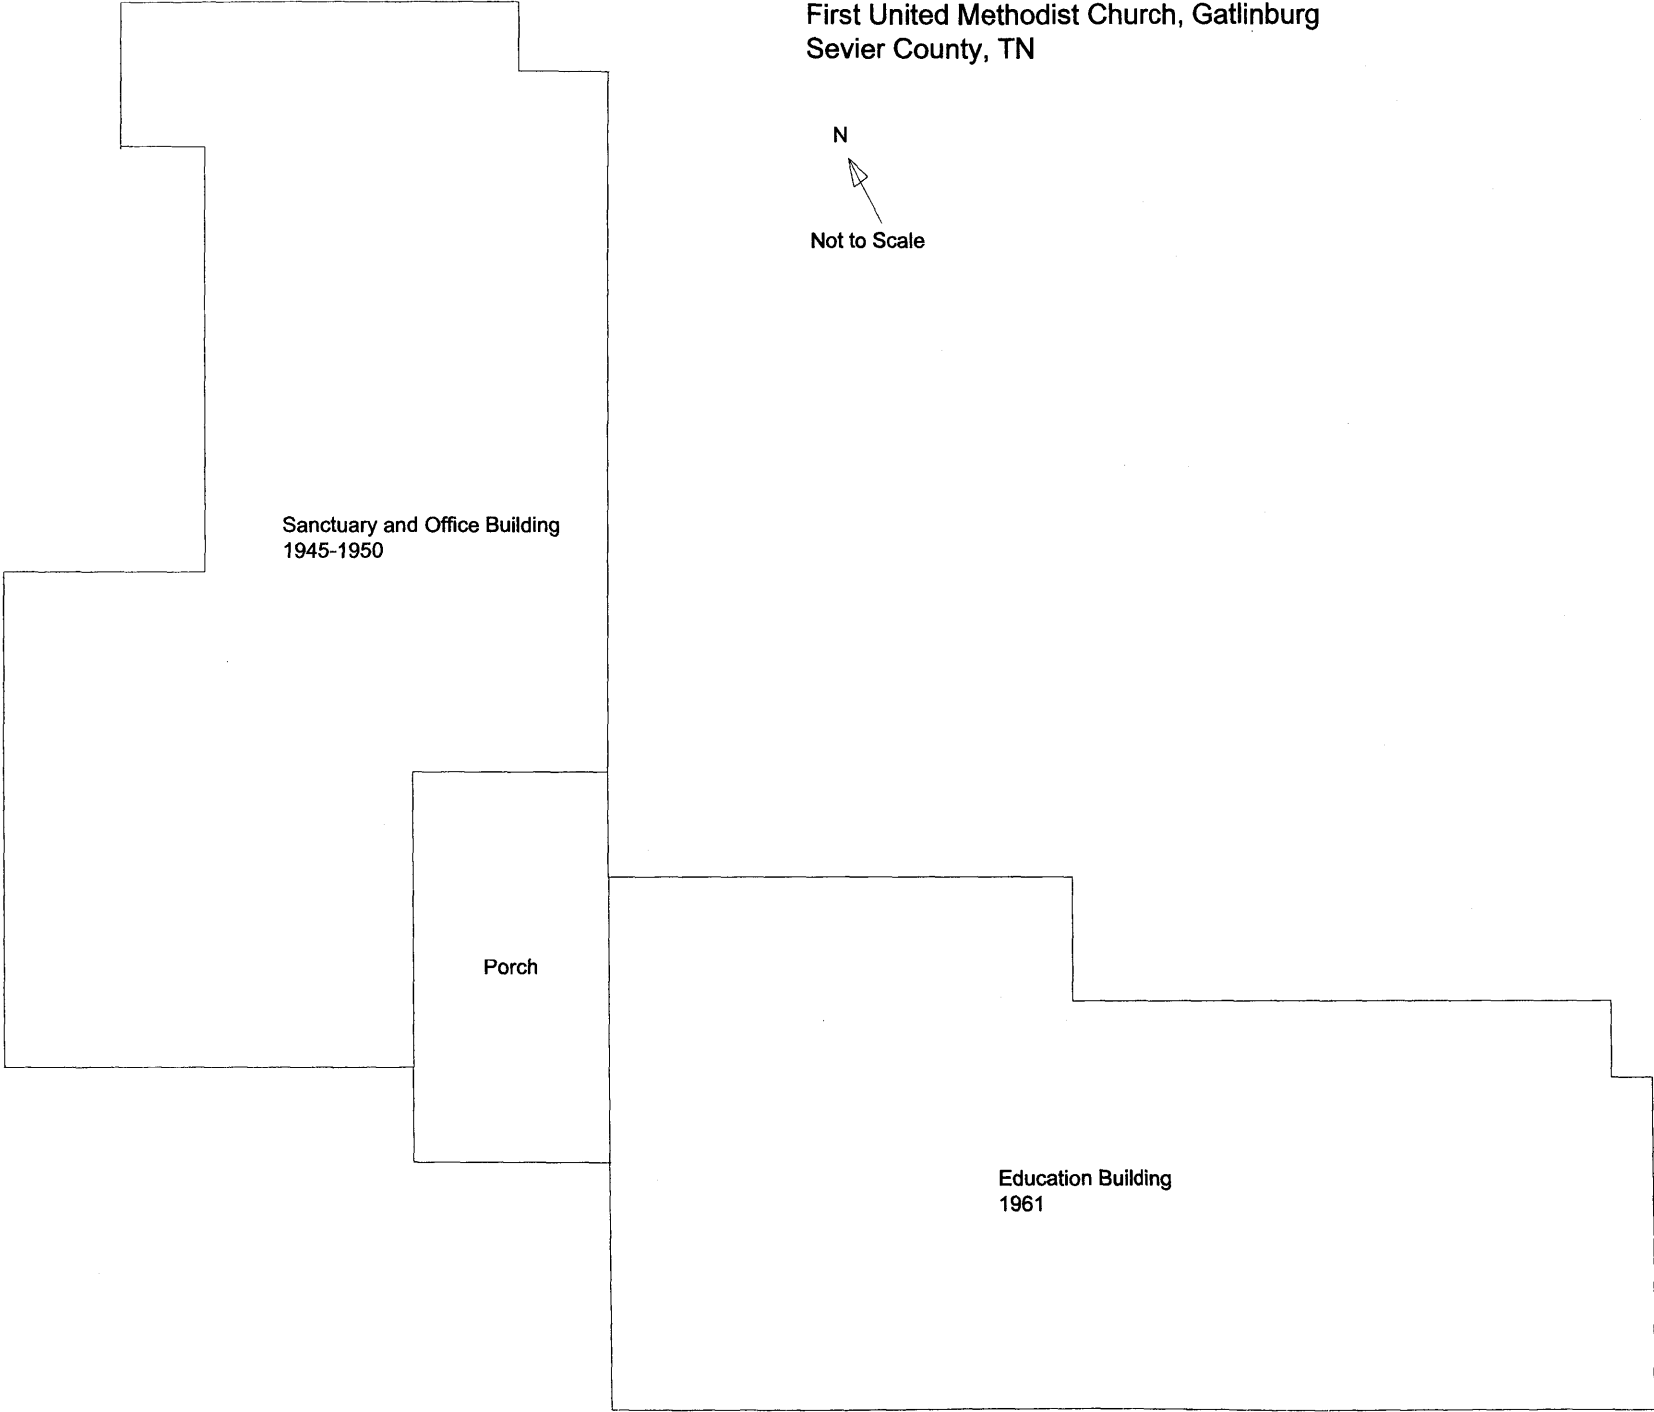 First United Methodist Church, Gatlinburg
Sevier County, TN
N
Not to Scale
Sanctuary and Office Building
1945-1950
Porch
Education Building
1961